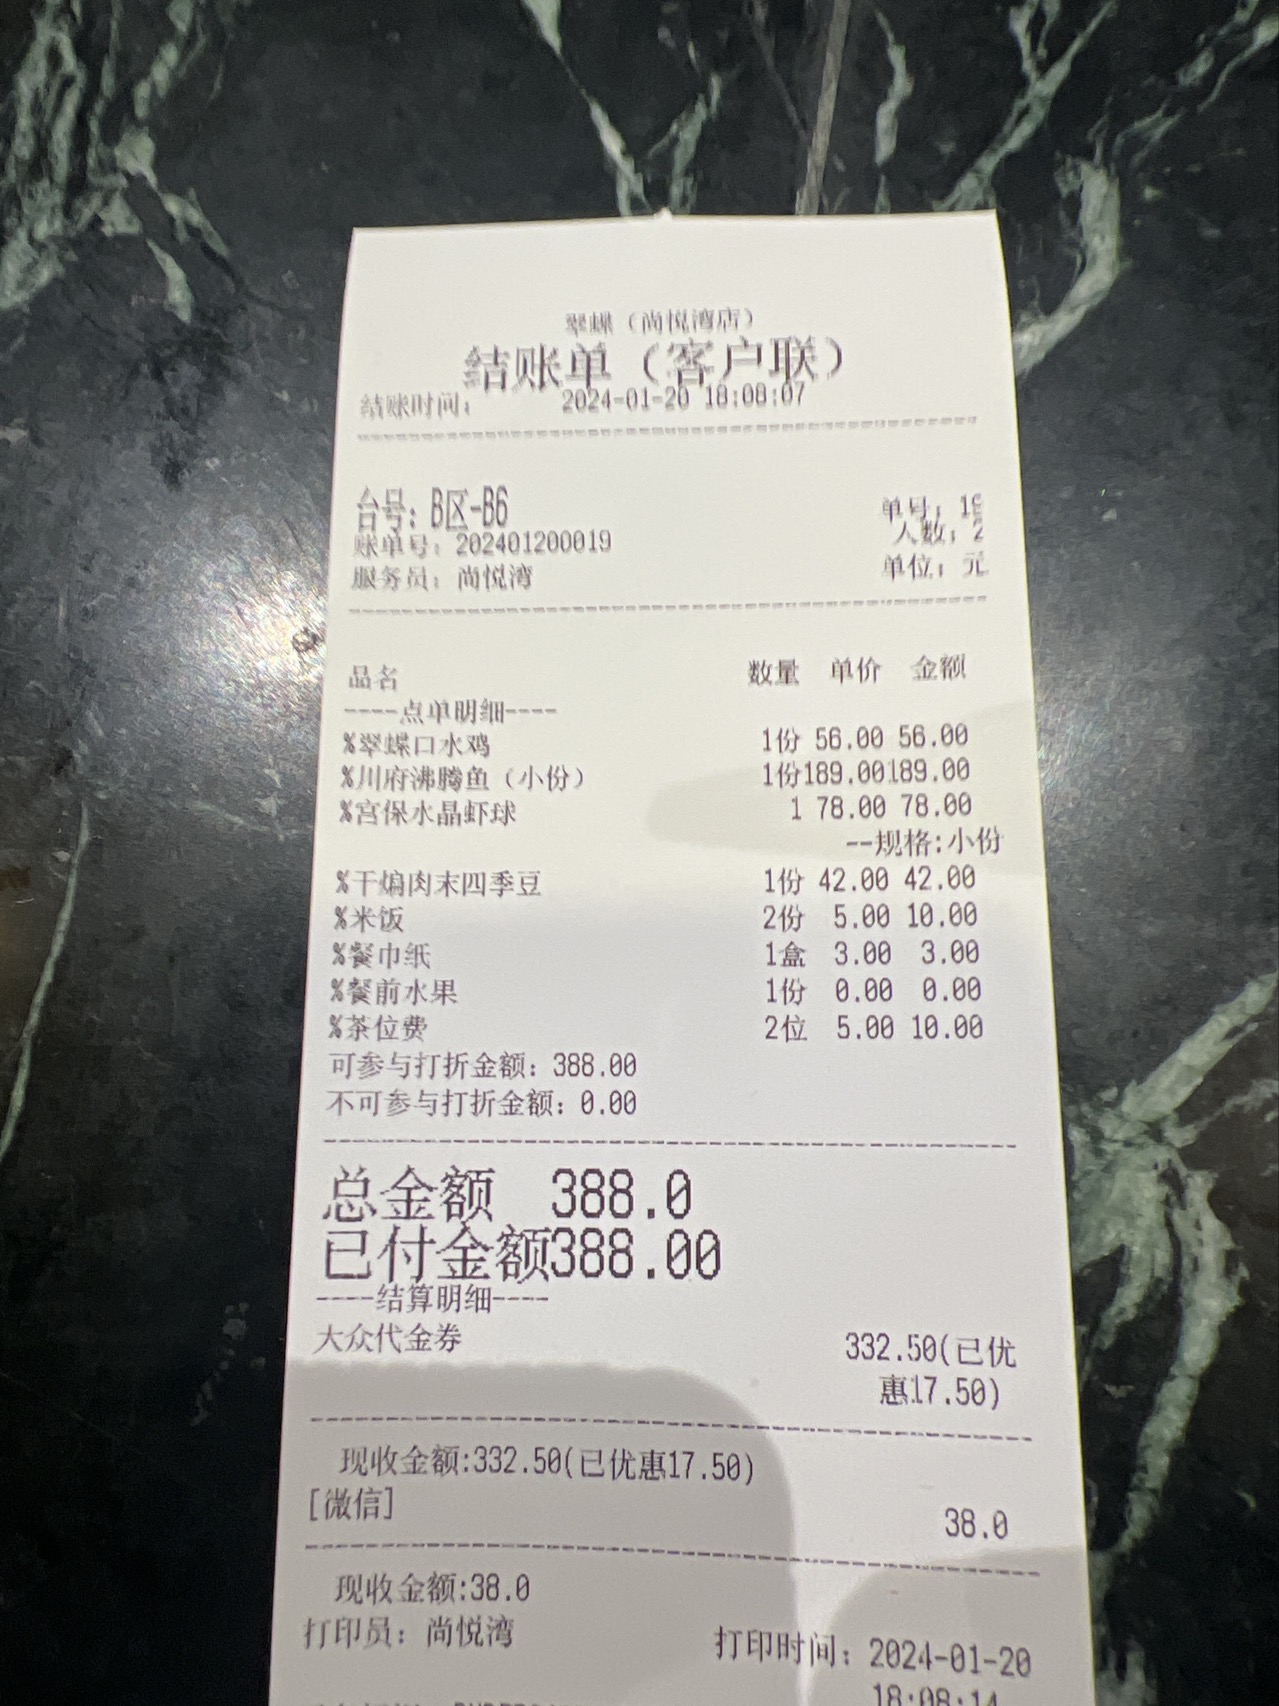 翠蝶（尚悦湾店）
结账单（客户联）
结账时间： 2024-01-20 18:08:07
台号：B区-B6 单号：19
账单号：202401200019 人数：2
服务员：尚悦湾 单位：元
品名 数量 单价 金额
----点单明细----
%翠蝶口水鸡 1份 56.00 56.00
%川府沸腾鱼（小份） 1份189.00189.00
%宫保水晶虾球 1 78.00 78.00
--规格:小份
%干煸肉末四季豆 1份 42.00 42.00
%米饭 2份 5.00 10.00
%餐巾纸 1盒 3.00 3.00
%餐前水果 1份 0.00 0.00
%茶位费 2位 5.00 10.00
可参与打折金额：388.00
不可参与打折金额：0.00
总金额 388.0
已付金额388.00
----结算明细----
大众代金券 332.50(已优
惠17.50)
现收金额:332.50(已优惠17.50)
[微信] 38.0
现收金额:38.0
打印员：尚悦湾 打印时间：2024-01-20
18:08:14